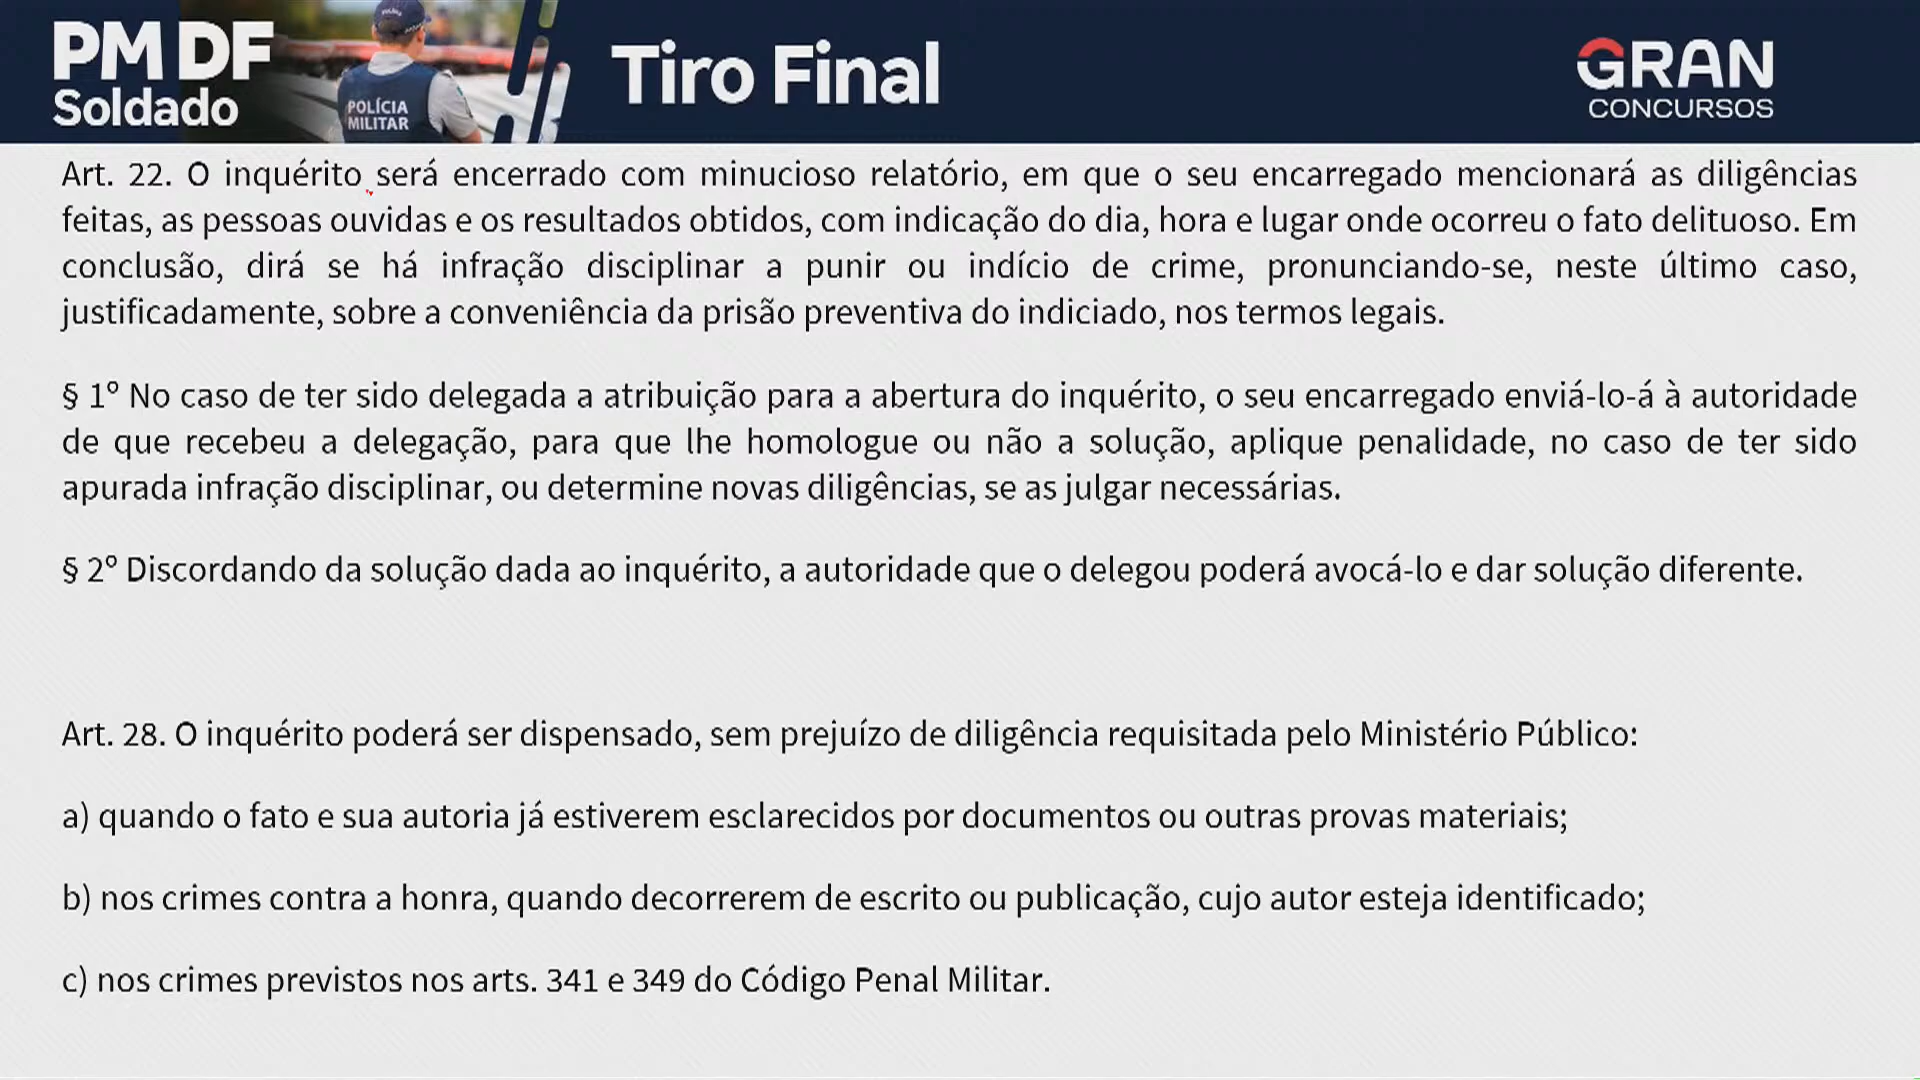 PM DF
Soldado
POLÍCIA
MILITAR
Tiro Final
GRAN
CONCURSOS
Art. 22. O inquérito será encerrado com minucioso relatório, em que o seu encarregado mencionará as diligências
feitas, as pessoas ouvidas e os resultados obtidos, com indicação do dia, hora e lugar onde ocorreu o fato delituoso. Em
conclusão, dirá se há infração disciplinar a punir ou indício de crime, pronunciando-se, neste último caso,
justificadamente, sobre a conveniência da prisão preventiva do indiciado, nos termos legais.
§ 1º No caso de ter sido delegada a atribuição para a abertura do inquérito, o seu encarregado enviá-lo-á à autoridade
de que recebeu a delegação, para que lhe homologue ou não a solução, aplique penalidade, no caso de ter sido
apurada infração disciplinar, ou determine novas diligências, se as julgar necessárias.
§ 2º Discordando da solução dada ao inquérito, a autoridade que o delegou poderá avocá-lo e dar solução diferente.
Art. 28. O inquérito poderá ser dispensado, sem prejuízo de diligência requisitada pelo Ministério Público:
a) quando o fato e sua autoria já estiverem esclarecidos por documentos ou outras provas materiais;
b) nos crimes contra a honra, quando decorrerem de escrito ou publicação, cujo autor esteja identificado;
c) nos crimes previstos nos arts. 341 e 349 do Código Penal Militar.